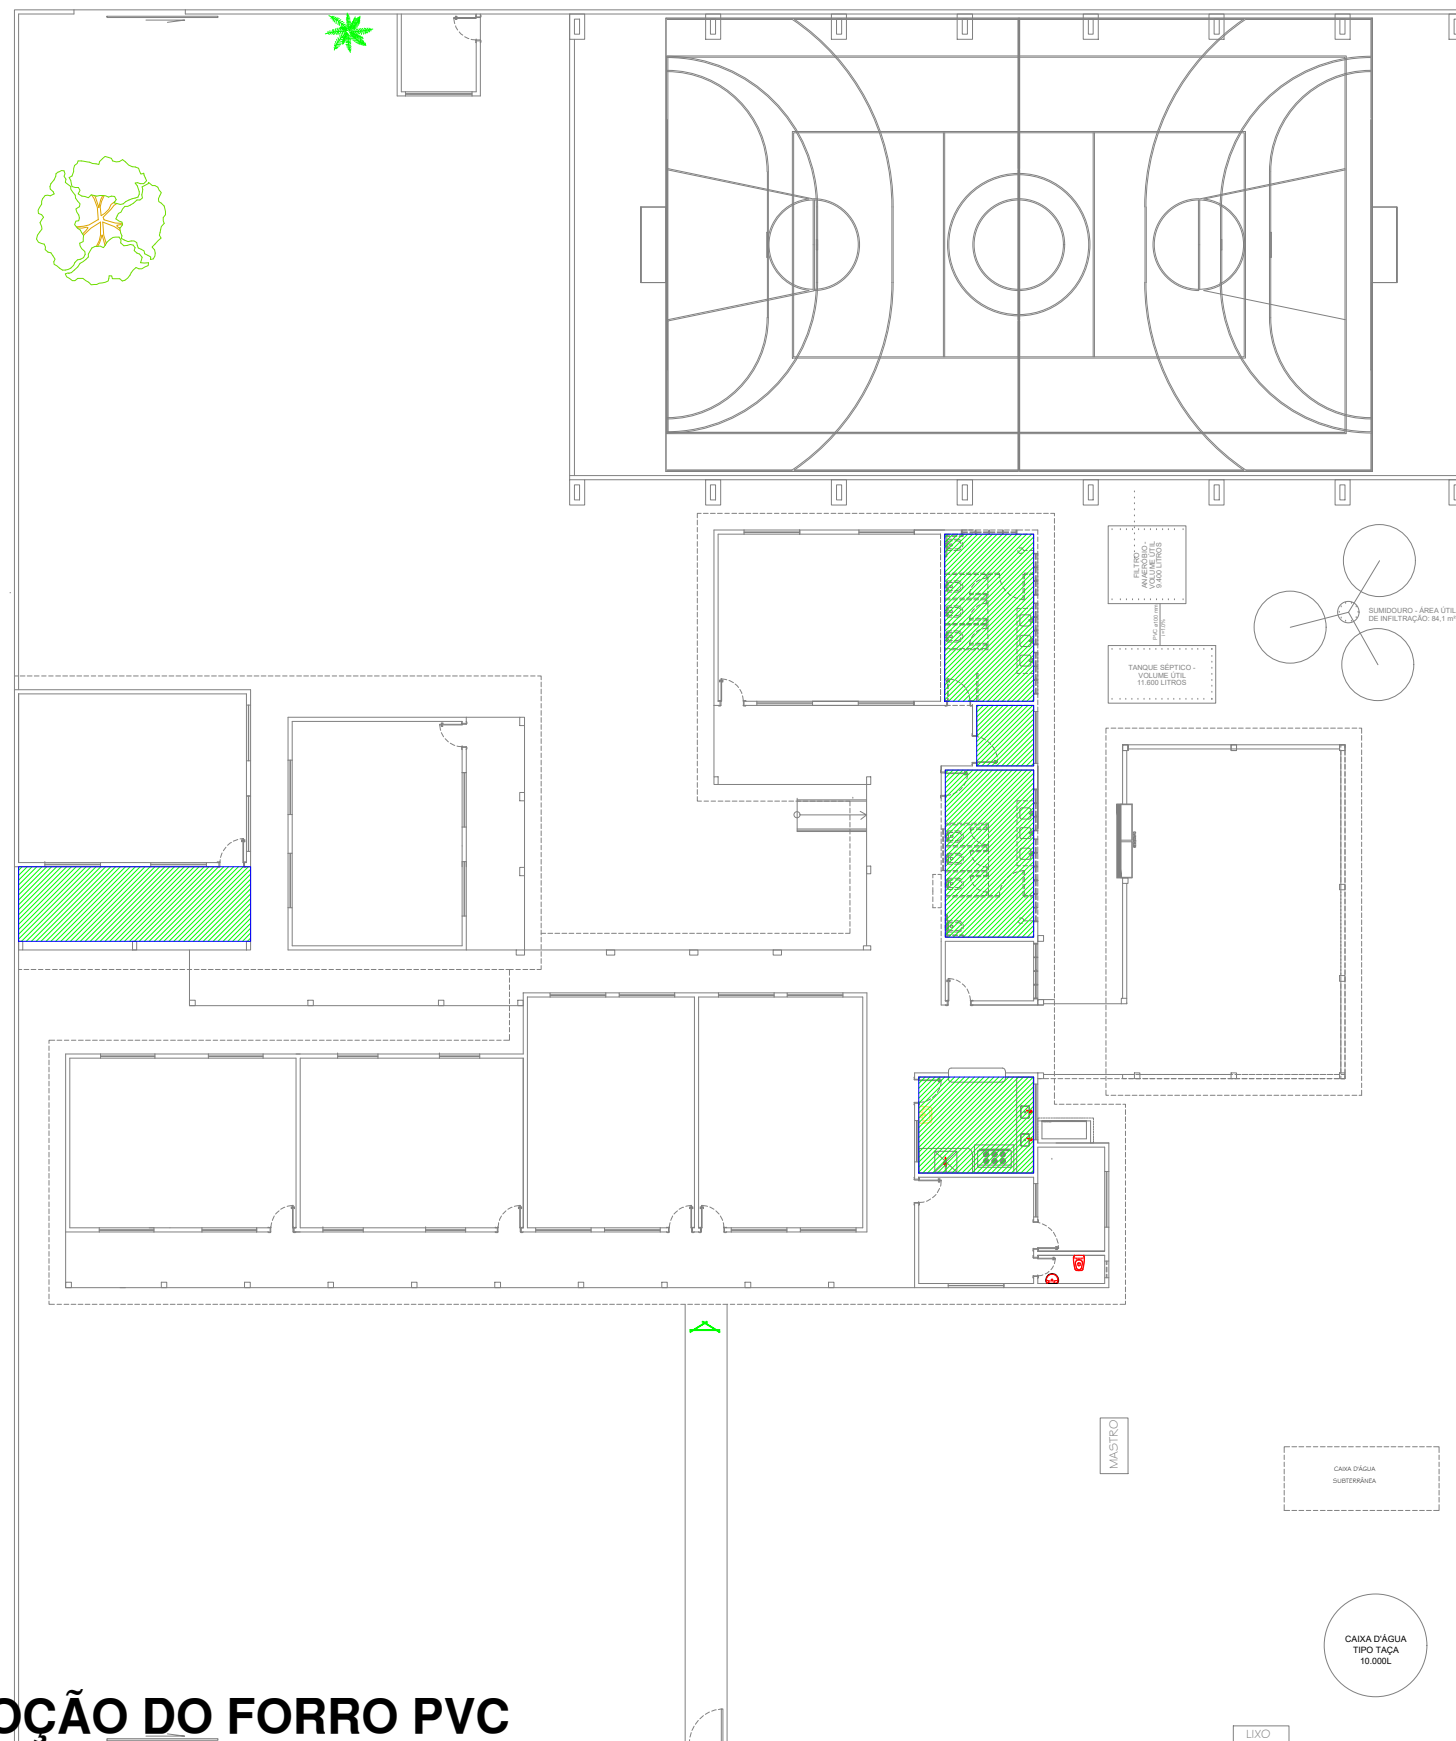 FILTRO
ANAERÓBIO -
VOLUME ÚTIL
9.400 LITROS
SUMIDOURO - ÁREA ÚTIL
DE INFILTRAÇÃO: 84,1 m²
TANQUE SÉPTICO -
VOLUME ÚTIL
11.600 LITROS
MASTRO
CAIXA D'ÁGUA
SUBTERRÂNEA
CAIXA D'ÁGUA
TIPO TAÇA
10.000L
OÇÃO DO FORRO PVC
LIXO